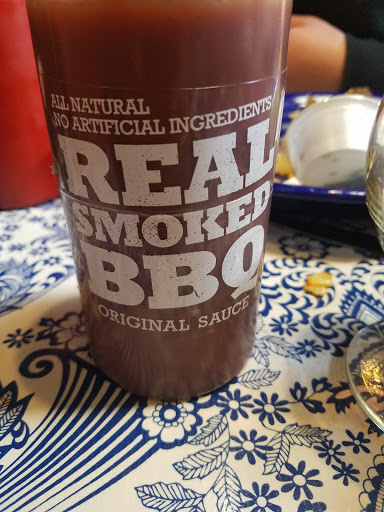 ALL NATURAL
NO ARTIFICIAL INGREDIENTS
REAL
SMOKED
BBQ
ORIGINAL SAUCE